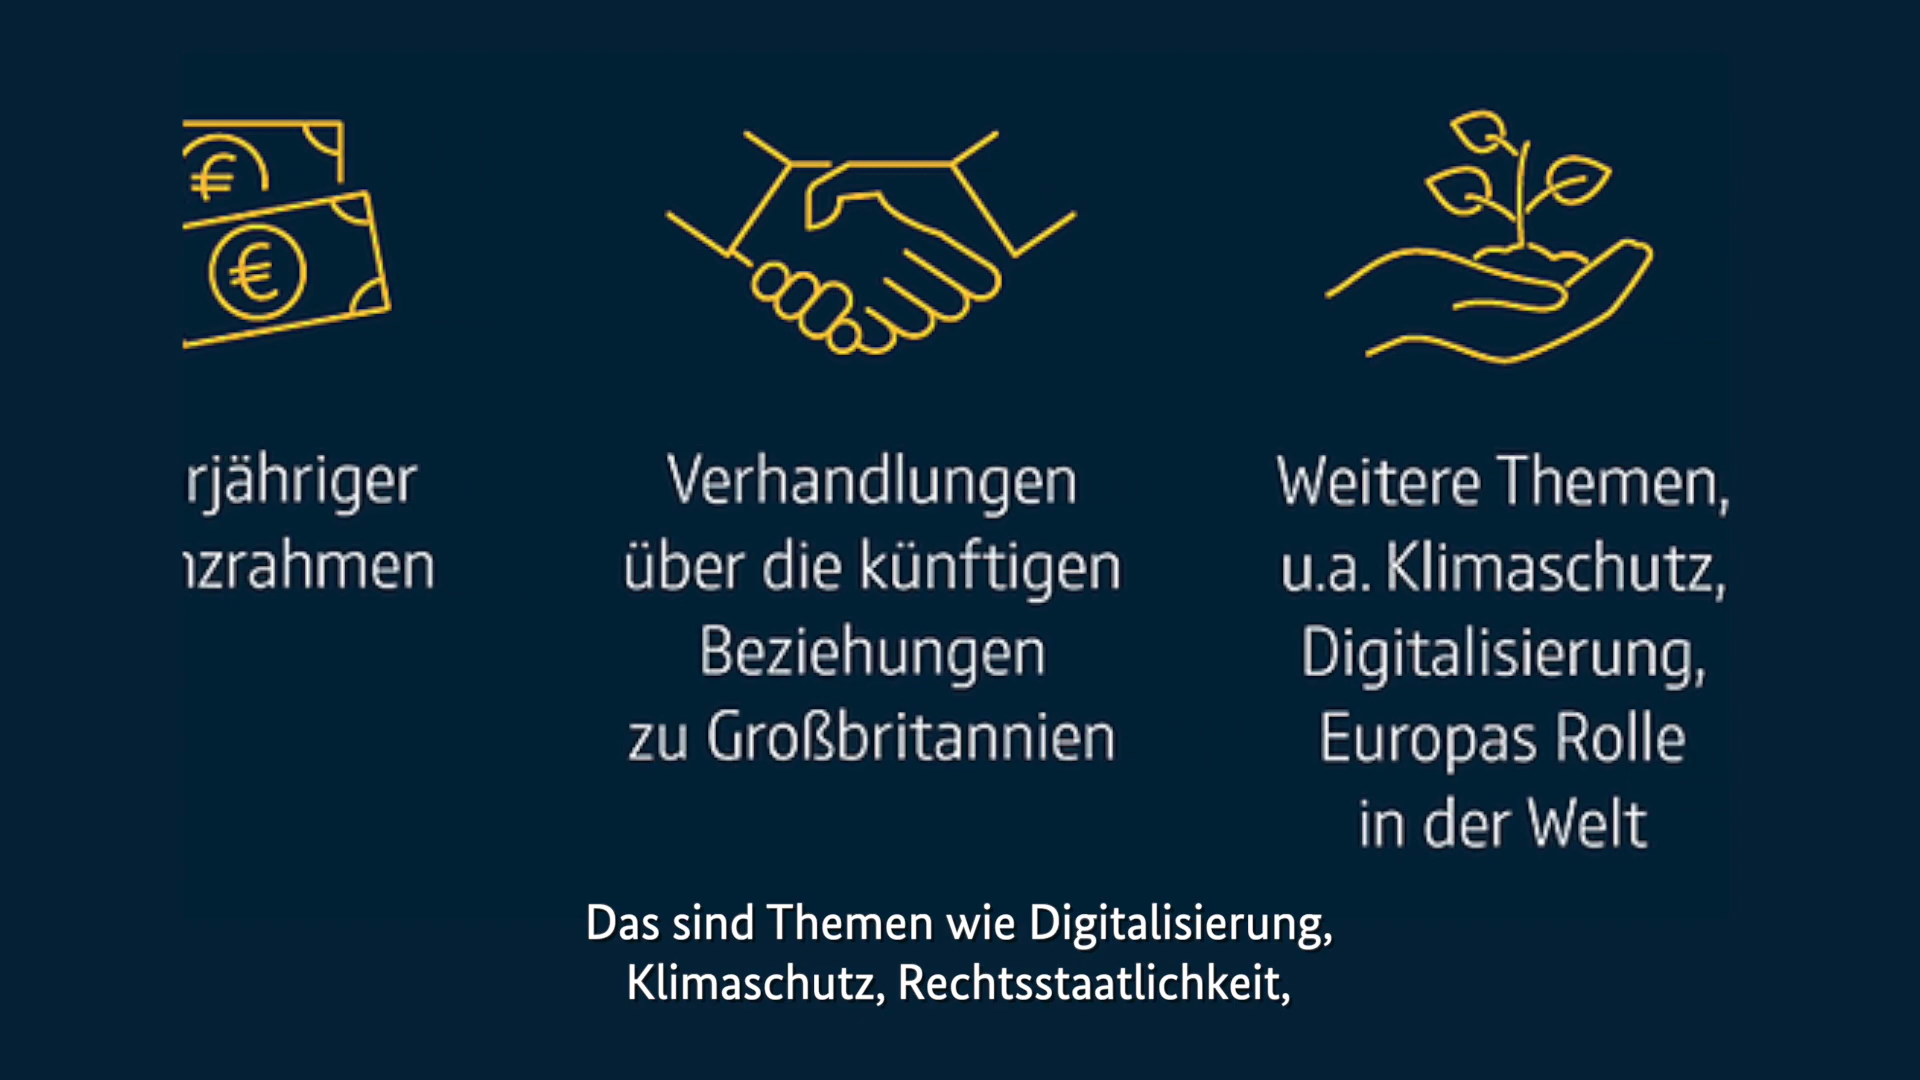 €
€
rjähriger
nzrahmen
Verhandlungen
über die künftigen
Beziehungen
zu Großbritannien
Weitere Themen,
u.a. Klimaschutz,
Digitalisierung,
Europas Rolle
in der Welt
Das sind Themen wie Digitalisierung,
Klimaschutz, Rechtsstaatlichkeit,